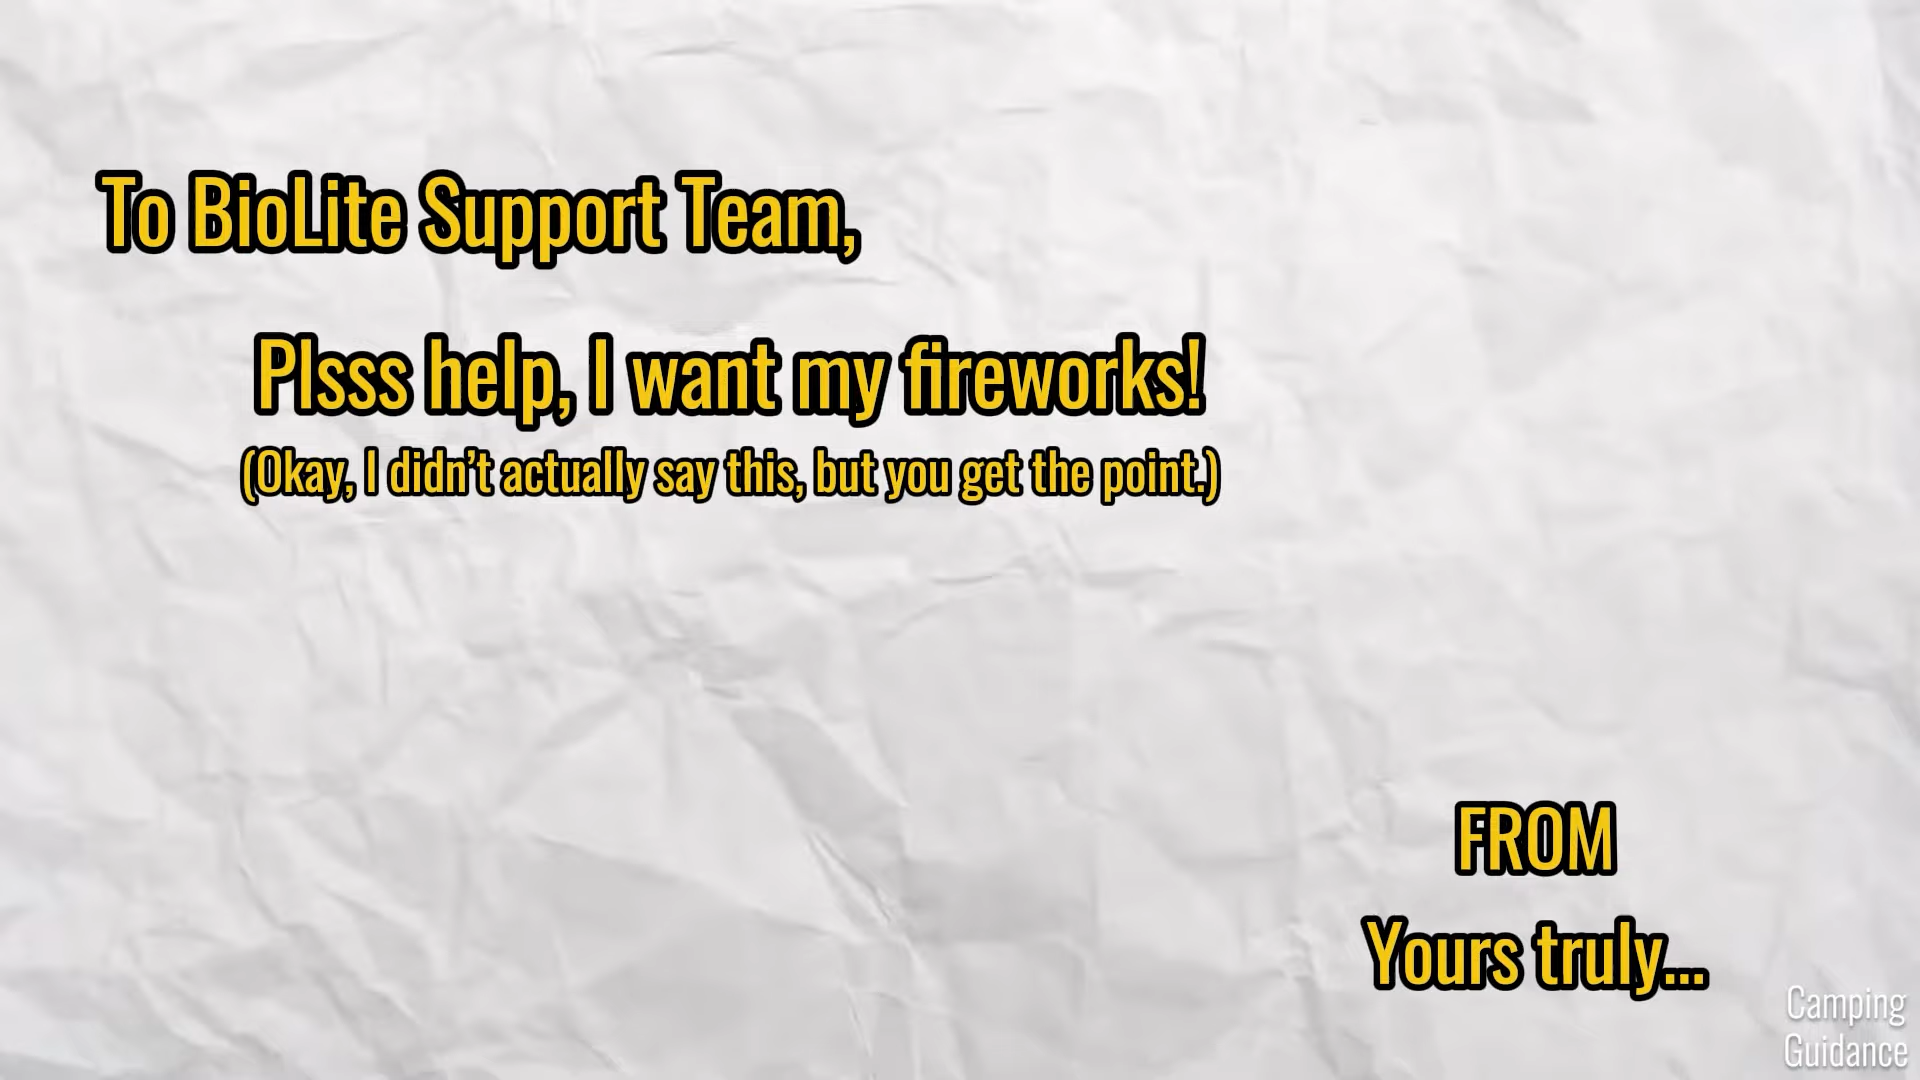 To BioLite Support Team,
Plsss help, I want my fireworks!
(Okay, I didn't actually say this, but you get the point.)
FROM
Yours truly...
Camping
Guidance